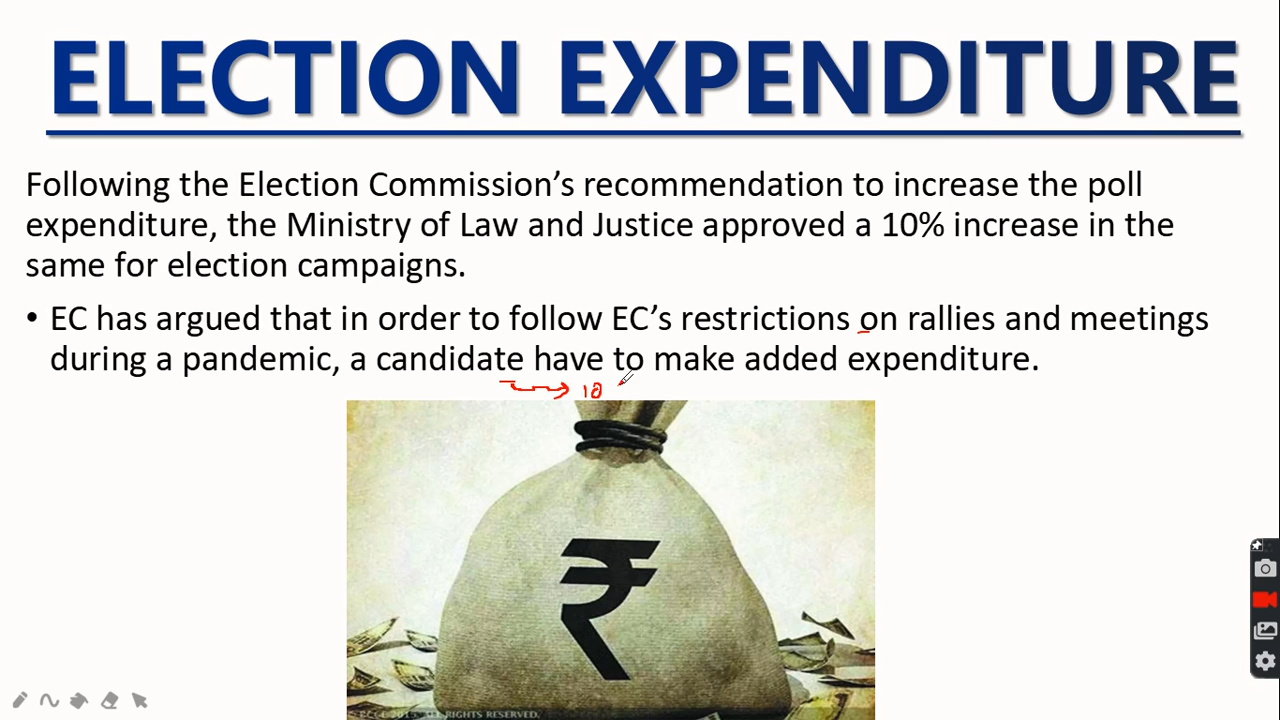 ELECTION EXPENDITURE
Following the Election Commission’s recommendation to increase the poll
expenditure, the Ministry of Law and Justice approved a 10% increase in the
same for election campaigns.
• EC has argued that in order to follow EC’s restrictions on rallies and meetings
during a pandemic, a candidate have to make added expenditure.
10
₹
RIGHTS RESERVED.